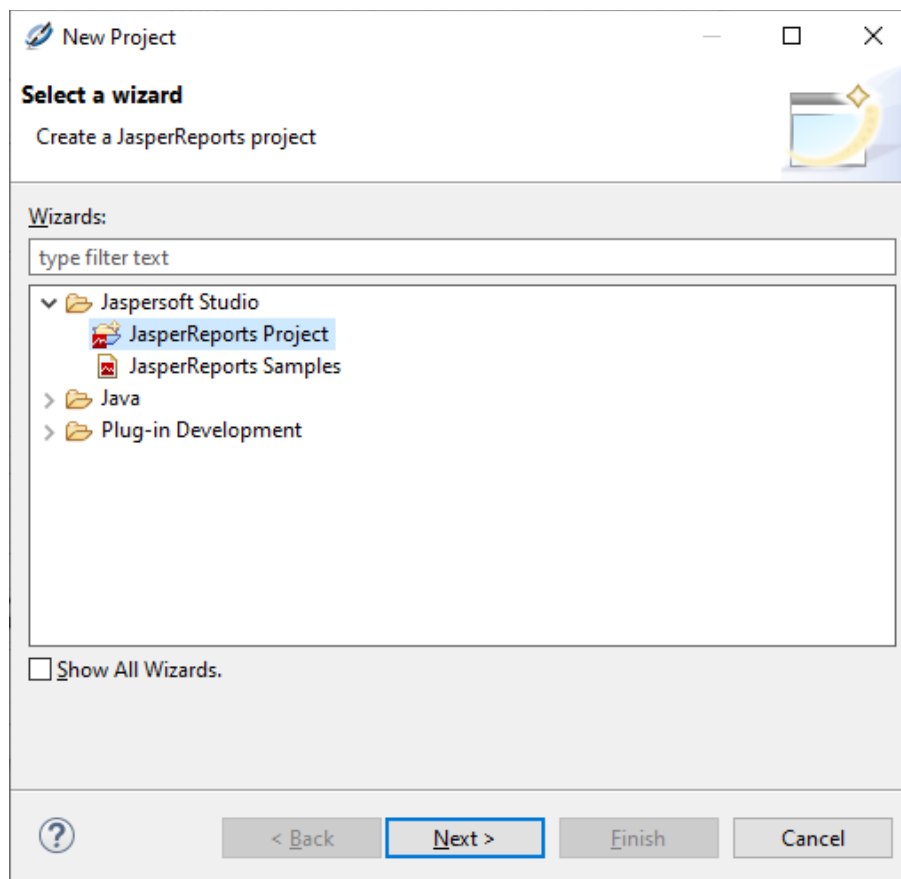 New Project
Select a wizard
Create a JasperReports project
Wizards:
type filter text
Jaspersoft Studio
JasperReports Project
JasperReports Samples
Java
Plug-in Development
Show All Wizards.
? < Back Next > Finish Cancel